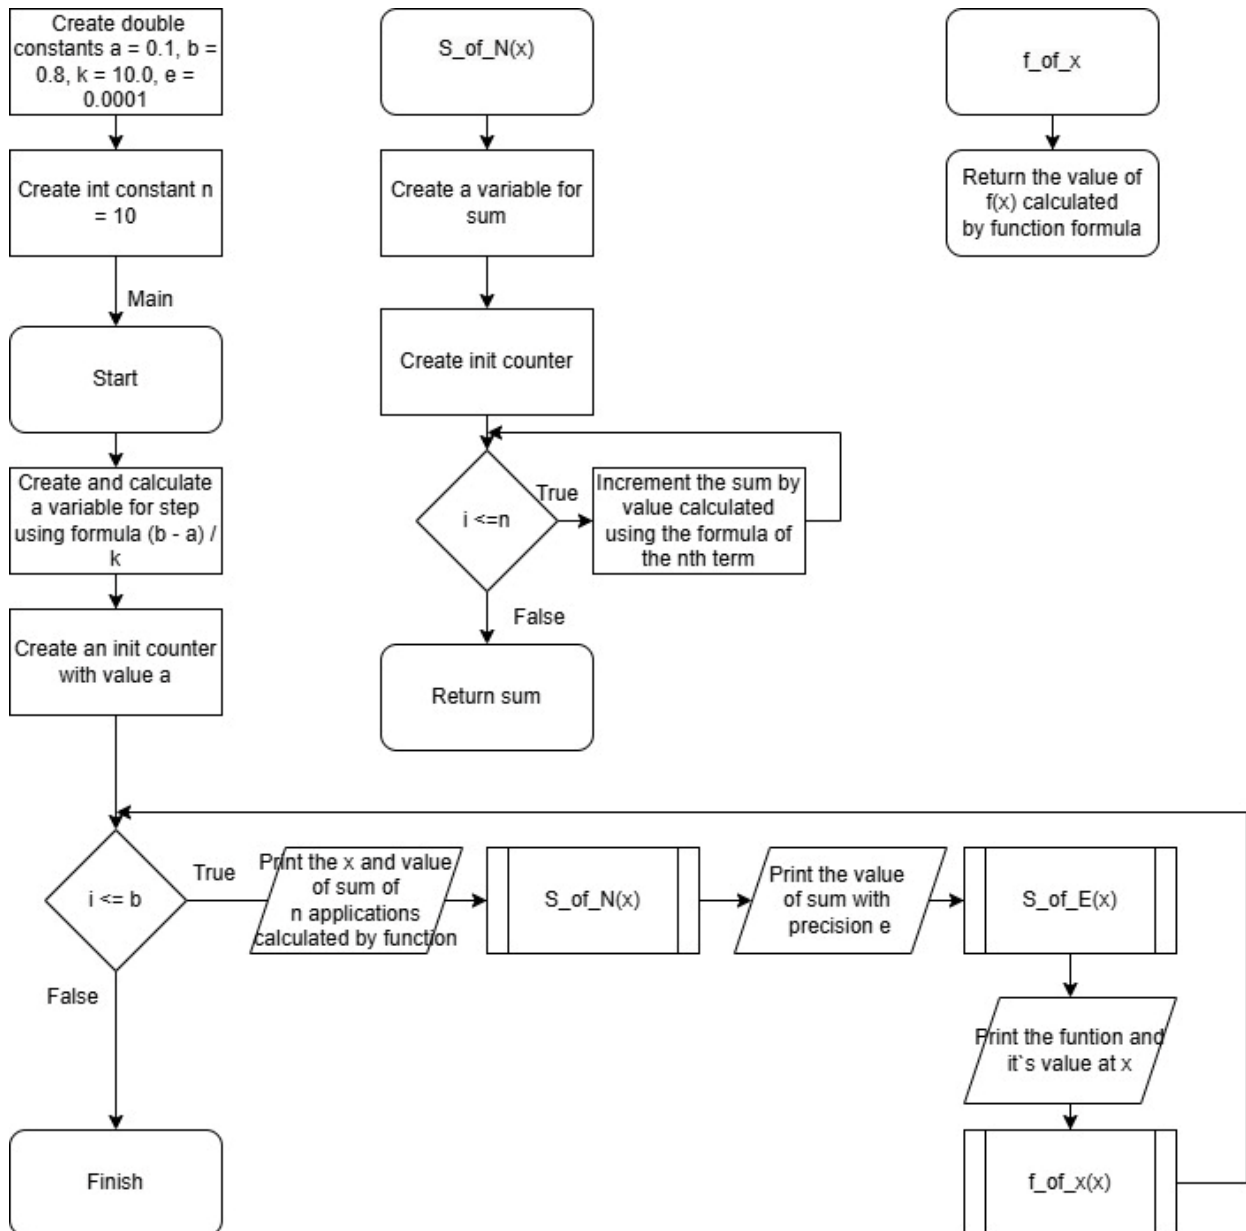 Create double
constants a = 0.1, b =
0.8, k = 10.0, e =
0.0001
Create int constant n
= 10
Main
Start
Create and calculate
a variable for step
using formula (b - a) /
k
Create an init counter
with value a
S_of_N(x)
Create a variable for
sum
Create init counter
i <=n
True
Increment the sum by
value calculated
using the formula of
the nth term
False
Return sum
f_of_x
Return the value of
f(x) calculated
by function formula
i <= b
True
Print the x and value
of sum of
n applications
calculated by function
S_of_N(x)
Print the value
of sum with
precision e
S_of_E(x)
Print the funtion and
it`s value at x
f_of_x(x)
False
Finish